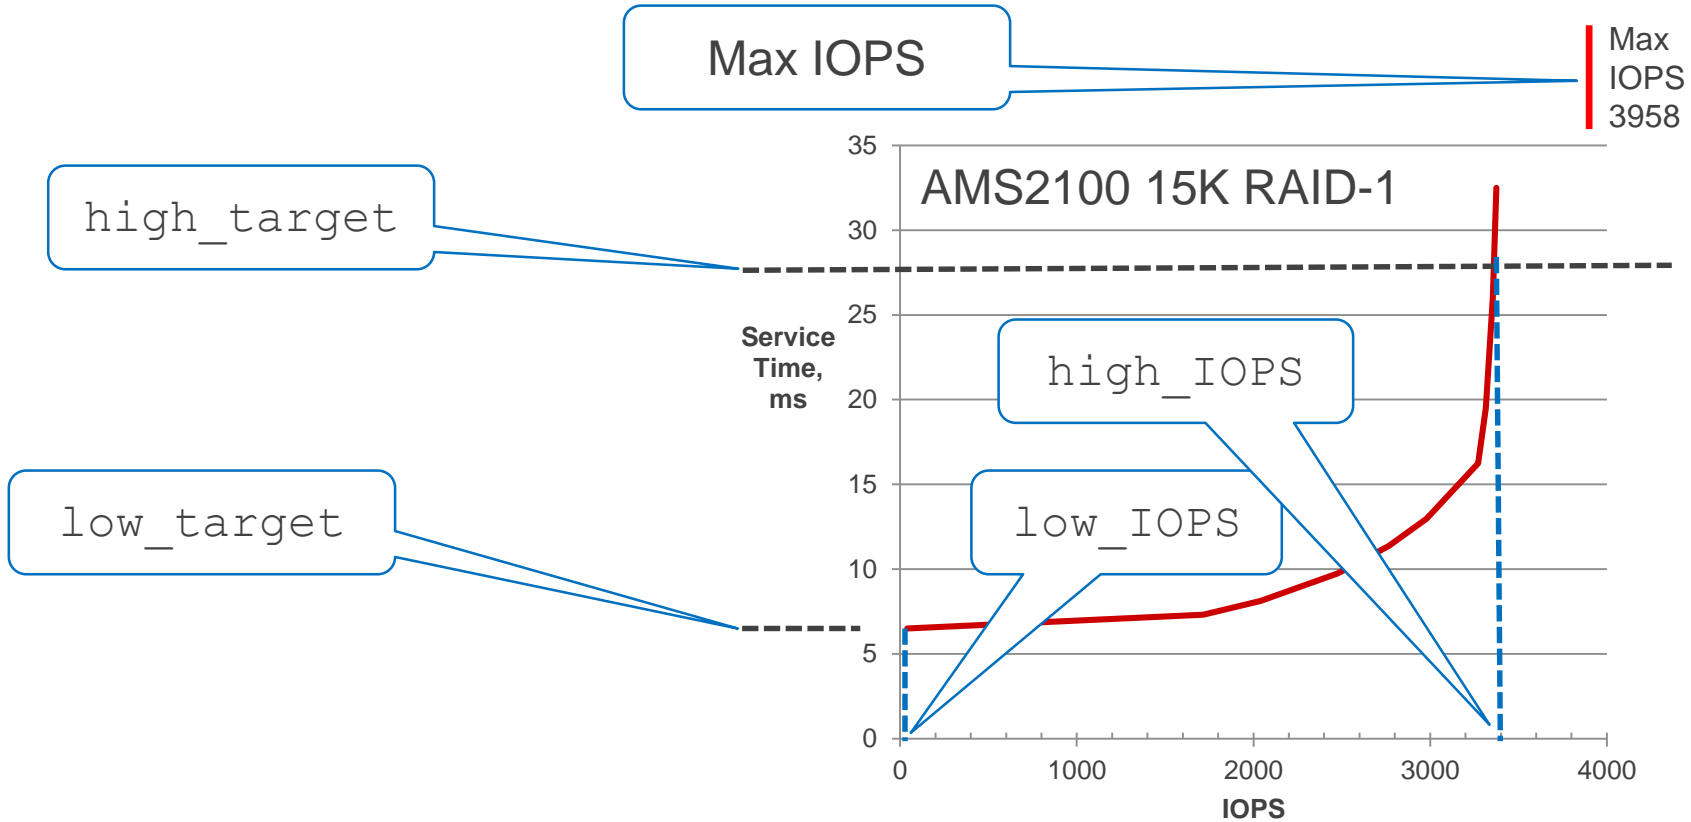 Max IOPS
Max
IOPS
3958
high_target
AMS2100 15K RAID-1
35
30
25
20
15
10
5
0
Service
Time,
ms
high_IOPS
low_target
low_IOPS
0
1000
2000
3000
4000
IOPS